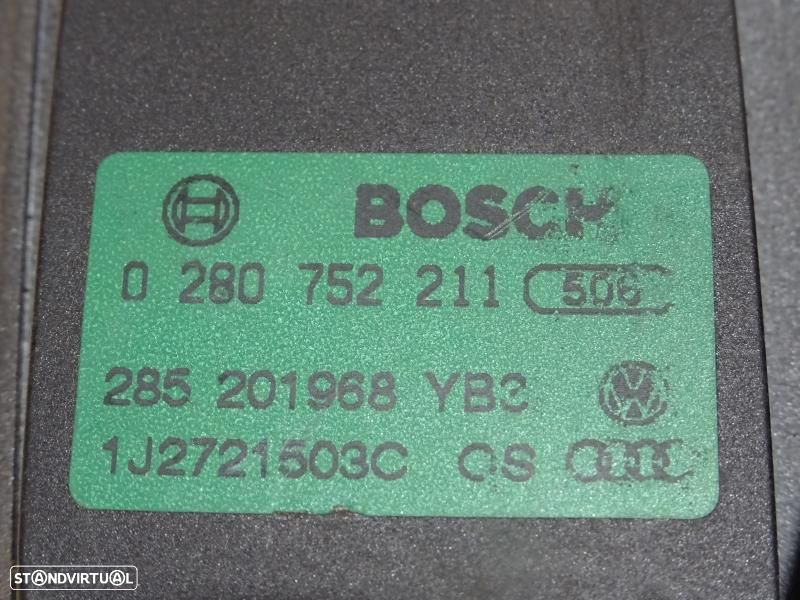 BOSCH
0 280 752 211 506
285 201968 YB3
1J2721503C QS
STANDVIRTUAL